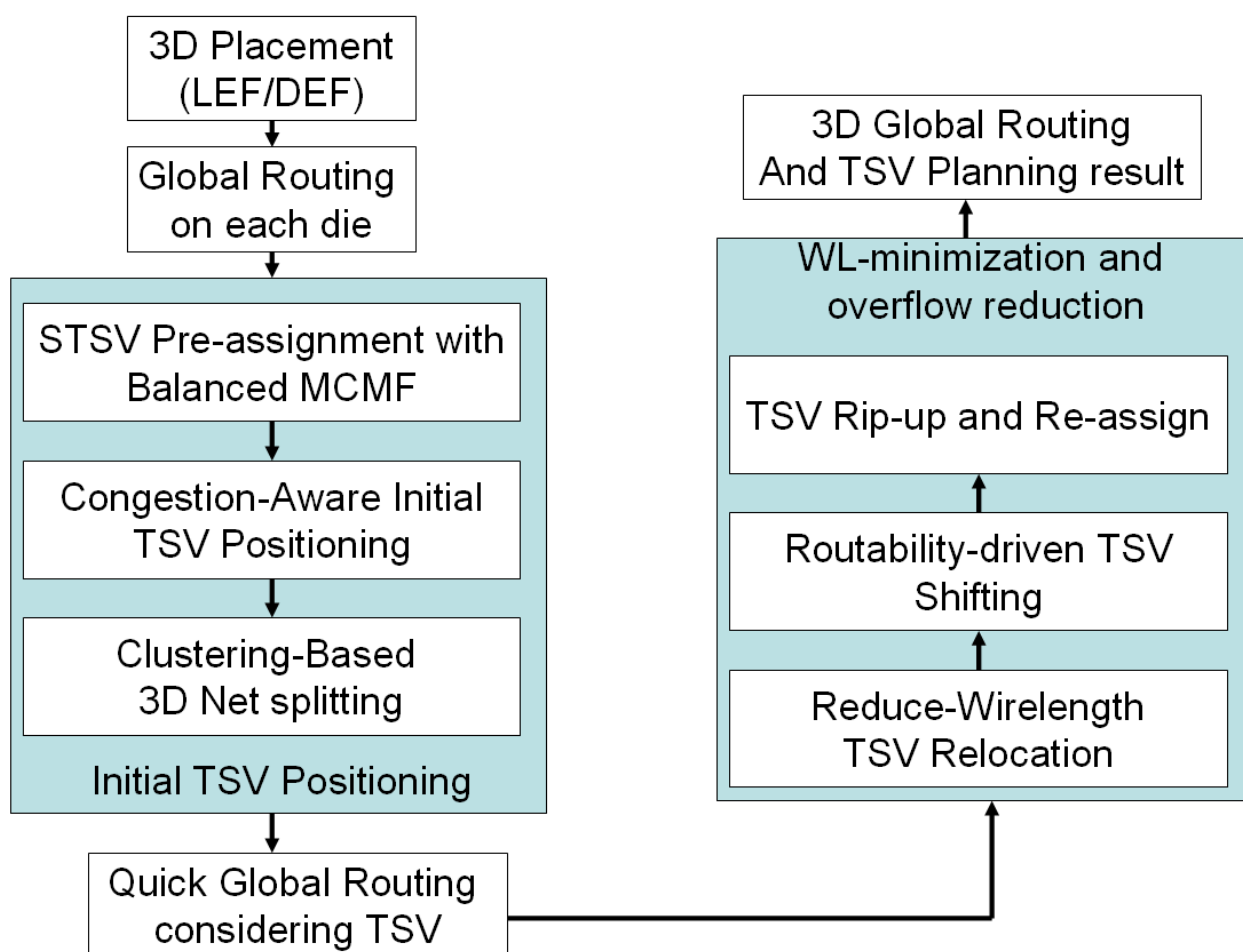 3D Placement
(LEF/DEF)
Global Routing
on each die
STSV Pre-assignment with
Balanced MCMF
Congestion-Aware Initial
TSV Positioning
Clustering-Based
3D Net splitting
Initial TSV Positioning
Quick Global Routing
considering TSV
3D Global Routing
And TSV Planning result
WL-minimization and
overflow reduction
TSV Rip-up and Re-assign
Routability-driven TSV
Shifting
Reduce-Wirelength
TSV Relocation